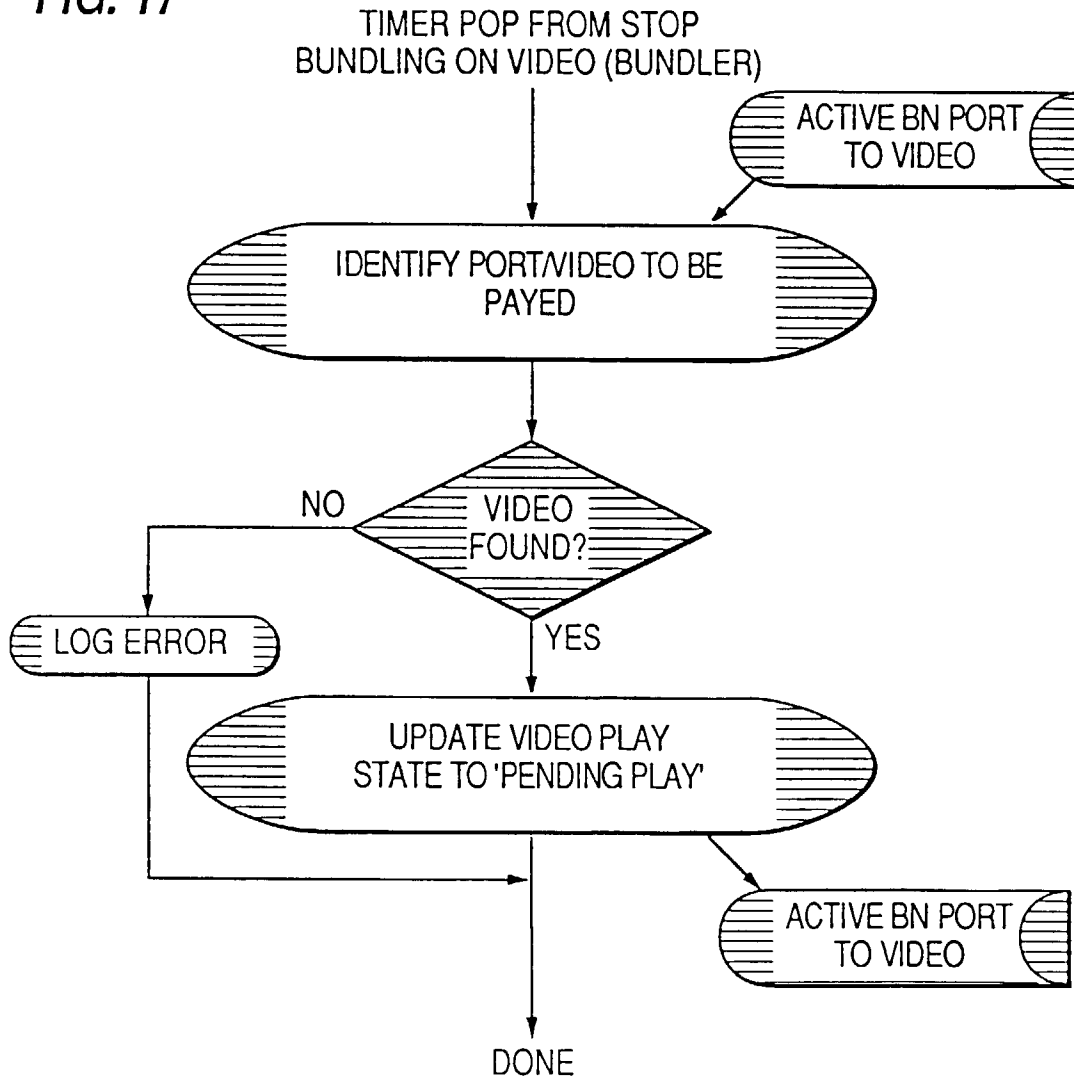 FIG. 17
TIMER POP FROM STOP
BUNDLING ON VIDEO (BUNDLER)
ACTIVE BN PORT
TO VIDEO
IDENTIFY PORT/VIDEO TO BE
PAYED
VIDEO
FOUND?
NO
YES
LOG ERROR
UPDATE VIDEO PLAY
STATE TO 'PENDING PLAY'
ACTIVE BN PORT
TO VIDEO
DONE